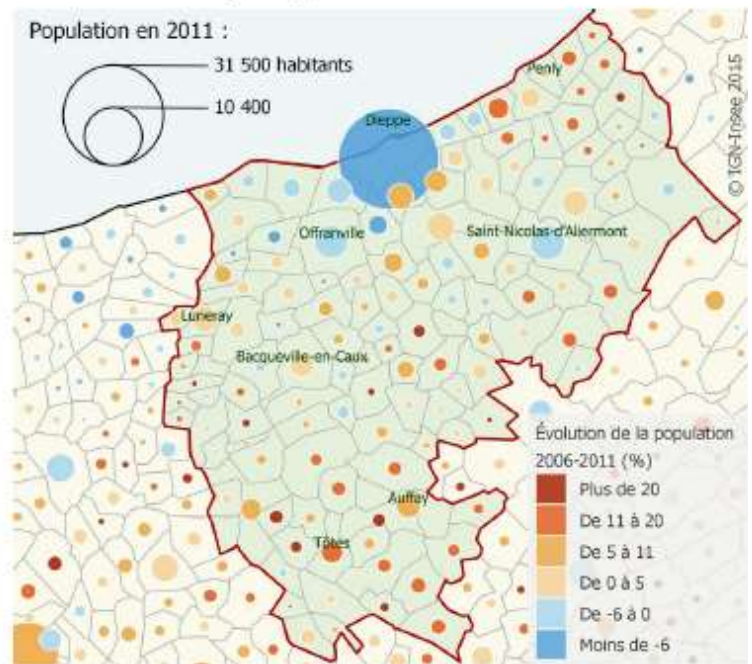 Population en 2011 :
31 500 habitants
10 400
Penly
© IGN-Insee 2015
Dieppe
Offranville
Saint-Nicolas-d'Aliermont
Luneray
Bacqueville-en-Caux
Auffay
Tôtes
Évolution de la population
2006-2011 (%)
Plus de 20
De 11 à 20
De 5 à 11
De 0 à 5
De -6 à 0
Moins de -6